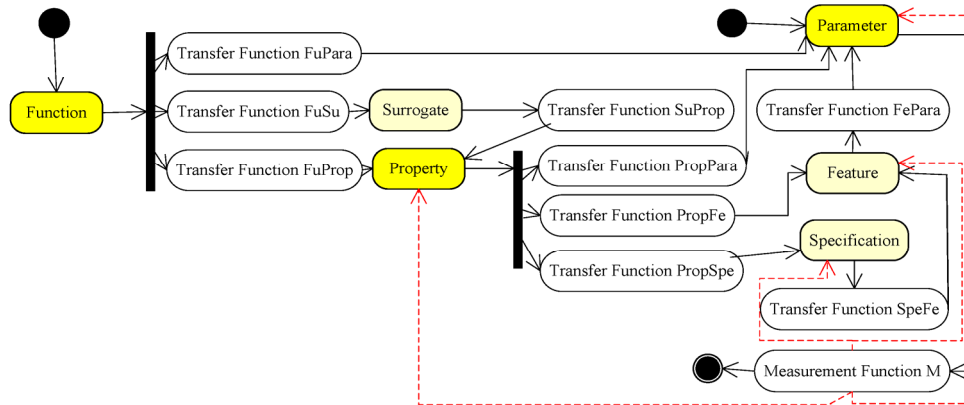 Parameter
Transfer Function FuPara
Function
Transfer Function FuSu
Surrogate
Transfer Function SuProp
Transfer Function FePara
Transfer Function FuProp
Property
Transfer Function PropPara
Feature
Transfer Function PropFe
Specification
Transfer Function PropSpe
Transfer Function SpeFe
Measurement Function M